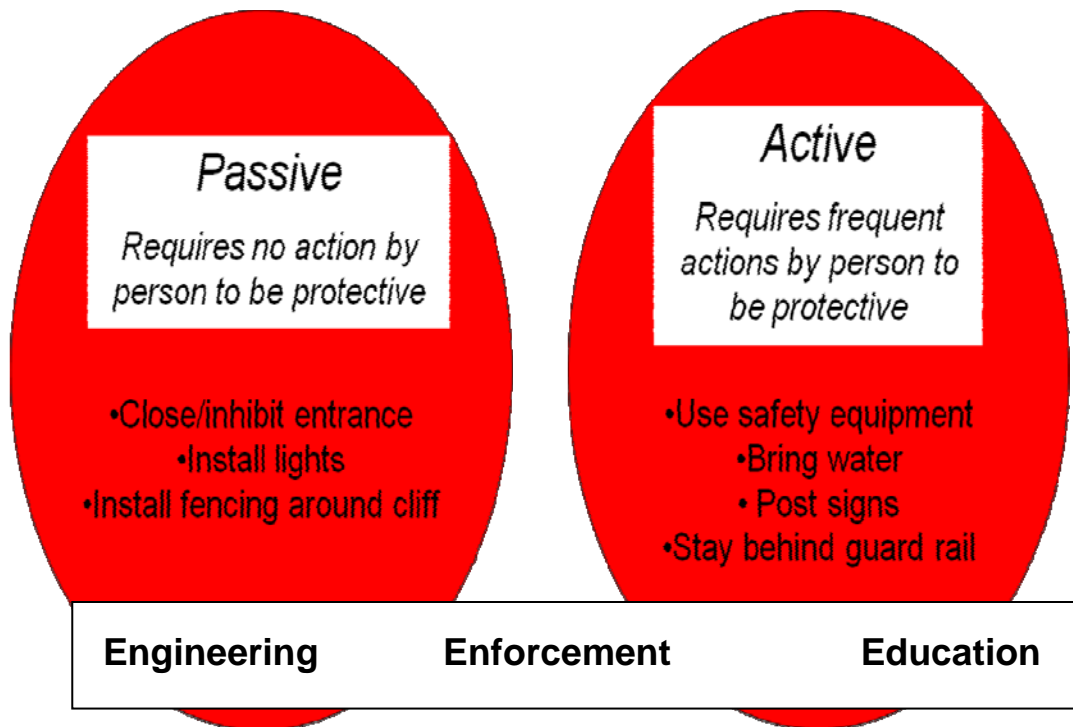 Passive
Requires no action by
person to be protective
•Close/inhibit entrance
•Install lights
•Install fencing around cliff
Active
Requires frequent
actions by person to
be protective
•Use safety equipment
•Bring water
• Post signs
•Stay behind guard rail
Engineering Enforcement Education